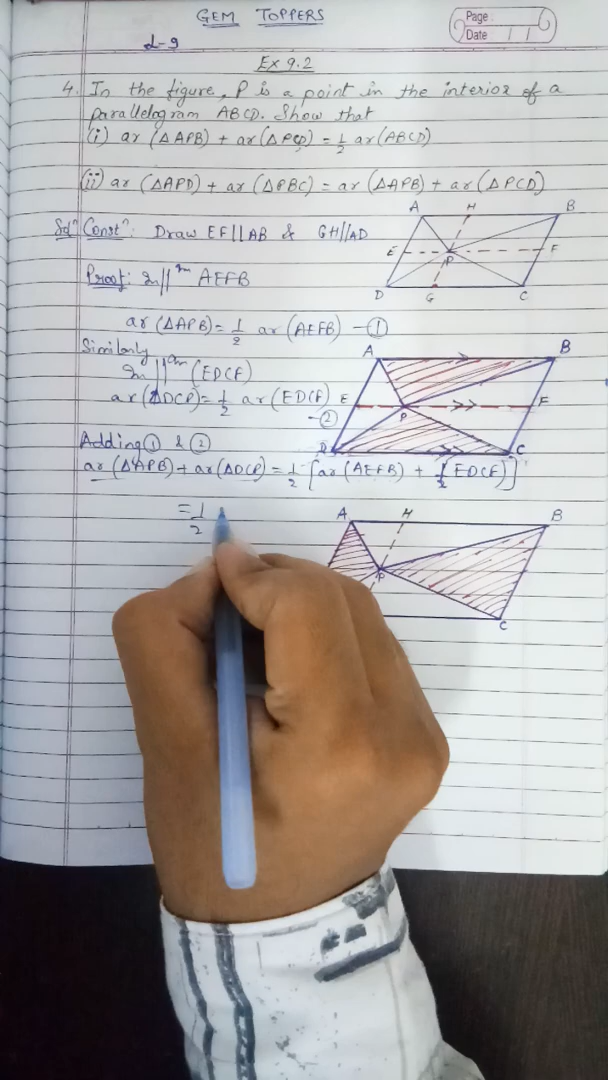 GEM TOPPERS
Page
Date
L-9
Ex 9.2
4. In the figure, P is a point in the interior of a
parallelogram ABCD. Show that
(i) ar (ΔAPB) + ar(ΔPCD) = 1/2 ar(ABCD)
(ii) ar (ΔAPD) + ar (ΔPBC) = ar (ΔAPB) + ar (ΔPCD)
Solⁿ Constⁿ: Draw EF||AB & GH||AD
A H B
E P F
D G C
Proof: In ||gm AEFB
ar (ΔAPB) = 1/2 ar (AEFB) —①
Similarly
In ||gm (EDCF)
ar (ΔDCP) = 1/2 ar (EDCF)
—②
A B
E P F
D C
Adding ① & ②
ar (ΔAPB) + ar (ΔDCP) = 1/2 [ar (AEFB) + (EDCF)]
= 1/2
A H B
P
C